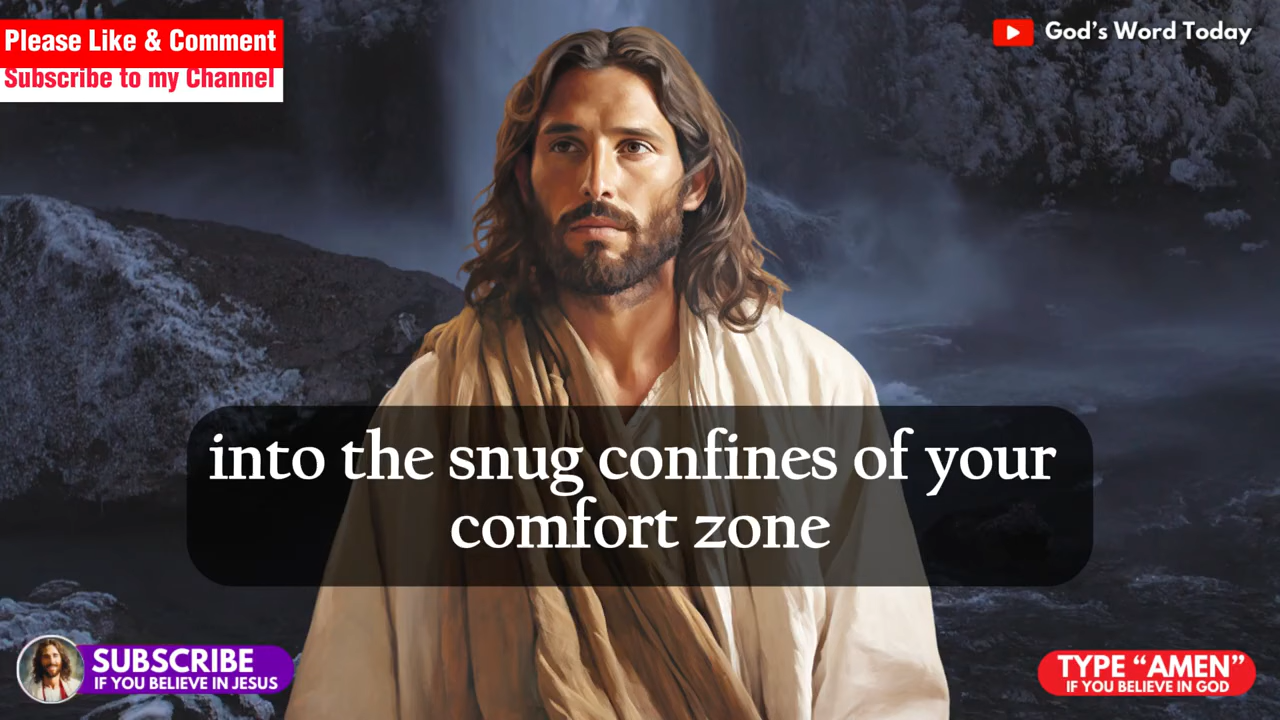 Please Like & Comment
Subscribe to my Channel
God's Word Today
into the snug confines of your
comfort zone
SUBSCRIBE
IF YOU BELIEVE IN JESUS
TYPE “AMEN”
IF YOU BELIEVE IN GOD